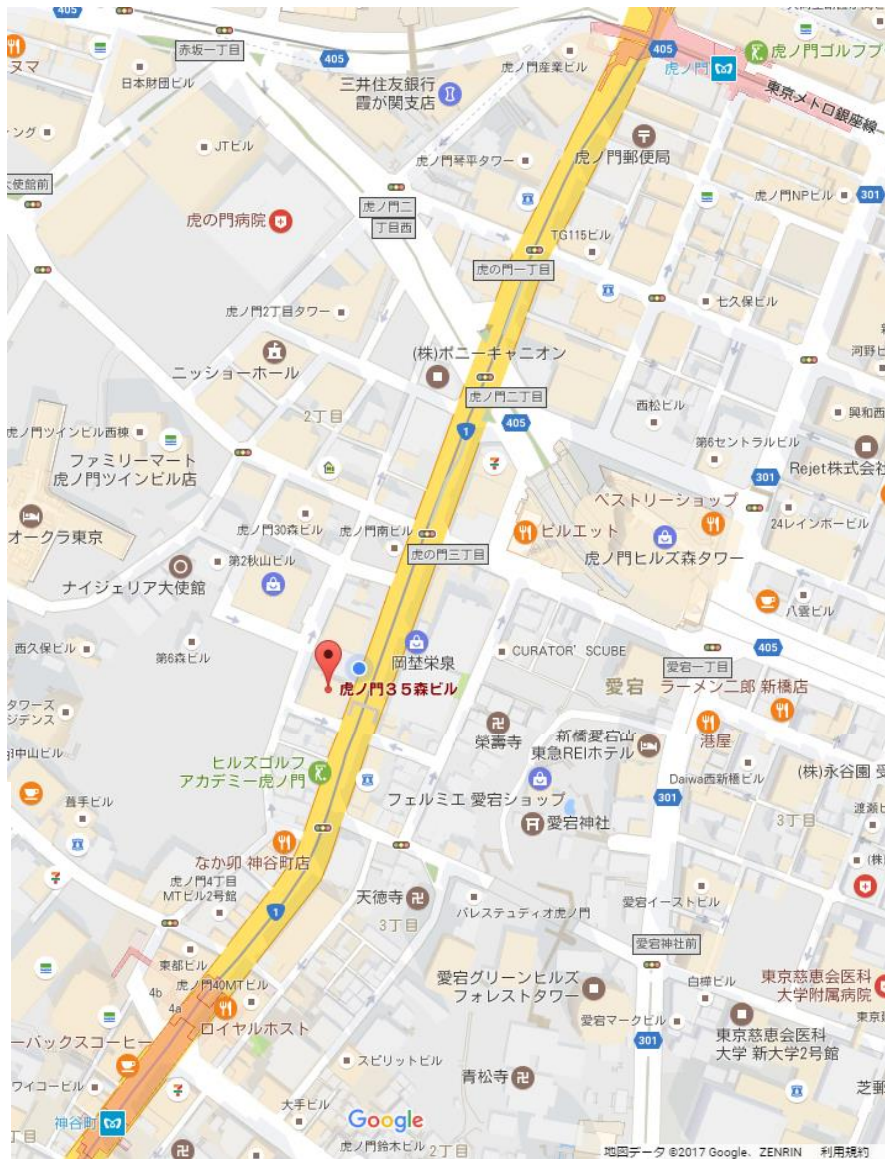 405
赤坂一丁目
405
405
日本財団ビル
三井住友銀行
霞が関支店
虎ノ門産業ビル
虎ノ門
虎ノ門ゴルフプ
東京メトロ銀座線
JTビル
虎ノ門琴平タワー
虎ノ門郵便局
虎ノ門二
丁目西
虎ノ門NPビル
301
虎の門病院
TG115ビル
虎の門一丁目
七久保ビル
虎ノ門2丁目タワー
(株)ポニーキャニオン
ニッショーホール
虎ノ門二丁目
405
2丁目
1
西松ビル
第6セントラルビル
虎ノ門ツインビル西棟
ファミリーマート
虎ノ門ツインビル店
301
Rejet株式会社
オークラ東京
虎ノ門30森ビル
虎ノ門南ビル
虎の門三丁目
ベストリーショップ
ピルエット
虎ノ門ヒルズ森タワー
24レインボービル
ナイジェリア大使館
第2秋山ビル
八雲ビル
西久保ビル
第6森ビル
岡埜栄泉
CURATOR'SCUBE
405
愛宕一丁目
愛宕
ラーメン二郎 新橋店
虎ノ門35森ビル
榮壽寺
新橋愛宕山
東急REIホテル
港屋
ヒルズゴルフ
アカデミー虎ノ門
フェルミエ 愛宕ショップ
Daiwa西新橋ビル
(株)永谷園
葺手ビル
301
愛宕神社
3丁目
なか卯 神谷町店
虎ノ門4丁目
MTビル2号館
1
天徳寺
3丁目
パレステュディオ虎ノ門
愛宕イーストビル
愛宕神社前
東都ビル
4b
虎ノ門40MTビル
4a
ロイヤルホスト
愛宕グリーンヒルズ
フォレストタワー
白樺ビル
東京慈恵会医科
大学附属病院
愛宕マークビル
301
東京慈恵会医科
大学 新大学2号館
ーバックスコーヒー
スピリットビル
青松寺
ワイコービル
大手ビル
神谷町
Google
虎ノ門鈴木ビル
2丁目
地図データ ©2017 Google、ZENRIN 利用規約